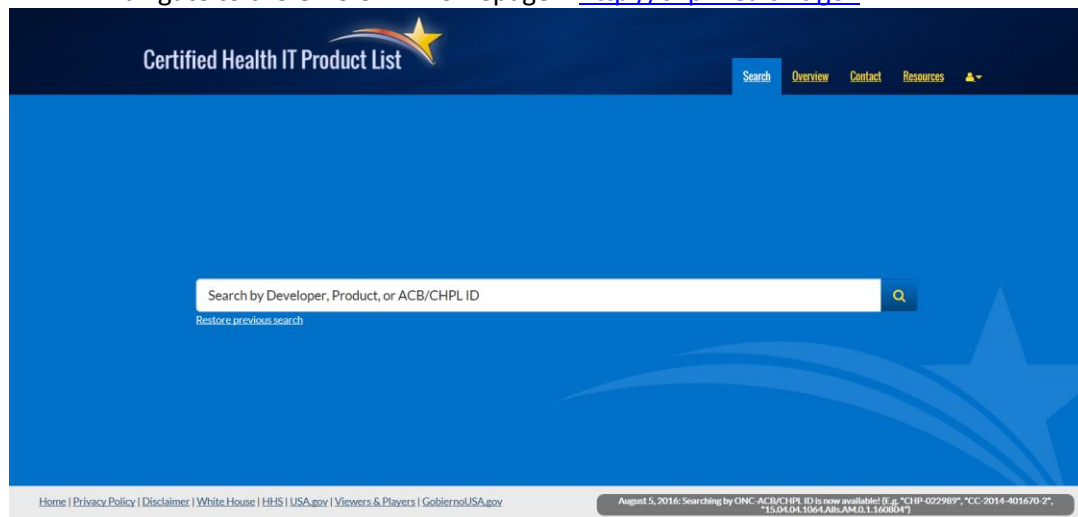 Certified Health IT Product List
Search Overview Contact Resources
Search by Developer, Product, or ACB/CHPL ID
Restore previous search
Home | Privacy Policy | Disclaimer | White House | HHS | USA.gov | Viewers & Players | GobiernoUSA.gov
August 5, 2016: Searching by ONC-ACB/CHPL ID is now available! (E.g. "CHP-022989", "CC-2014-401670-2",
"15.04.04.1064.Alls.AM.0.1.160804")